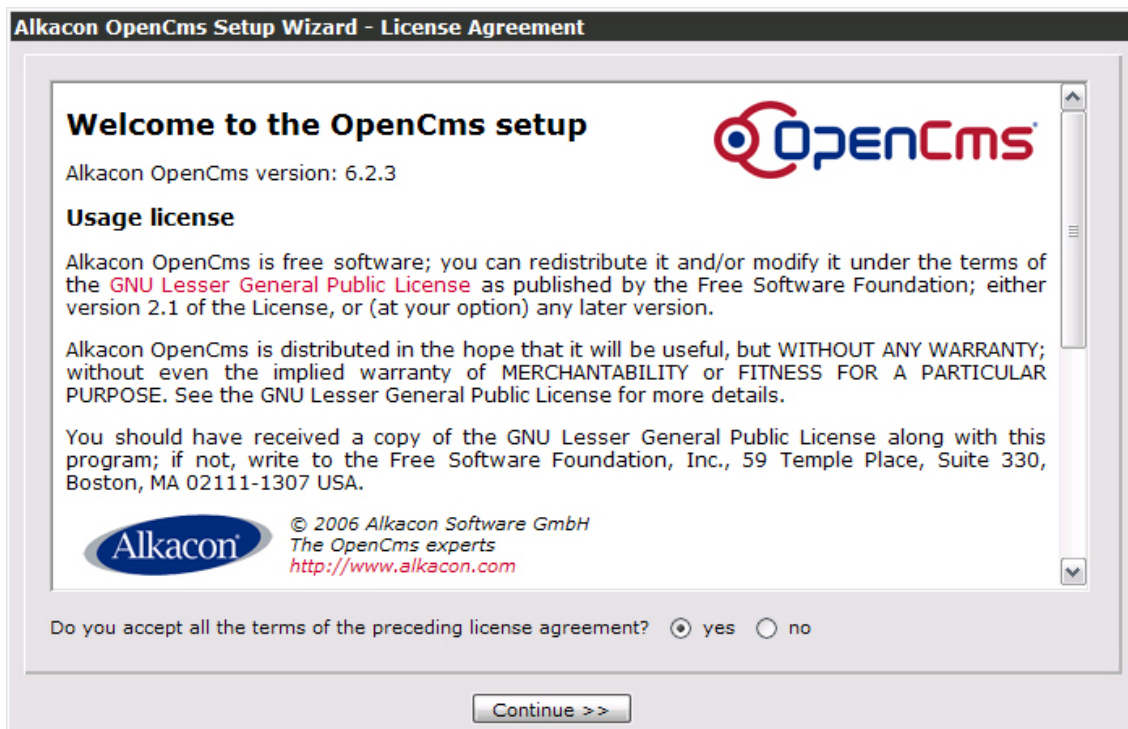 Alkacon OpenCms Setup Wizard - License Agreement
Welcome to the OpenCms setup
OpenCms
Alkacon OpenCms version: 6.2.3
Usage license
Alkacon OpenCms is free software; you can redistribute it and/or modify it under the terms of
the GNU Lesser General Public License as published by the Free Software Foundation; either
version 2.1 of the License, or (at your option) any later version.
Alkacon OpenCms is distributed in the hope that it will be useful, but WITHOUT ANY WARRANTY;
without even the implied warranty of MERCHANTABILITY or FITNESS FOR A PARTICULAR
PURPOSE. See the GNU Lesser General Public License for more details.
You should have received a copy of the GNU Lesser General Public License along with this
program; if not, write to the Free Software Foundation, Inc., 59 Temple Place, Suite 330,
Boston, MA 02111-1307 USA.
Alkacon
© 2006 Alkacon Software GmbH
The OpenCms experts
http://www.alkacon.com
Do you accept all the terms of the preceding license agreement? yes no
Continue >>